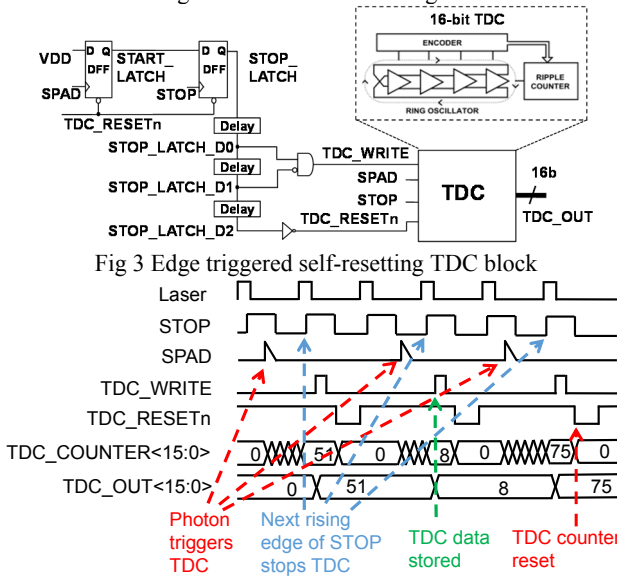 16-bit TDC
ENCODER
RIPPLE
COUNTER
RING OSCILLATOR
VDD
D Q
DFF
START_
LATCH
D Q
DFF
STOP_
LATCH
SPAD
STOP
TDC_RESETn
Delay
STOP_LATCH_D0
Delay
STOP_LATCH_D1
Delay
STOP_LATCH_D2
TDC_WRITE
SPAD
STOP
TDC_RESETn
TDC
16b
TDC_OUT
Fig 3 Edge triggered self-resetting TDC block
Laser
STOP
SPAD
TDC_WRITE
TDC_RESETn
TDC_COUNTER<15:0> 0 51 0 8 0 75 0
TDC_OUT<15:0> 0 51 8 75
Photon
triggers
TDC
Next rising
edge of STOP
stops TDC
TDC data
stored
TDC counter
reset